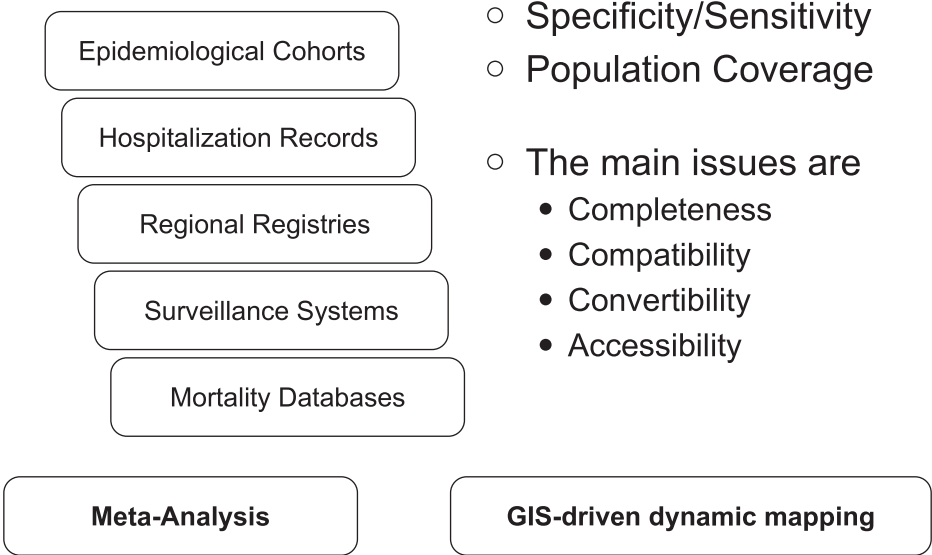 Epidemiological Cohorts
Hospitalization Records
Regional Registries
Surveillance Systems
Mortality Databases
○ Specificity/Sensitivity
○ Population Coverage
○ The main issues are
• Completeness
• Compatibility
• Convertibility
• Accessibility
Meta-Analysis
GIS-driven dynamic mapping